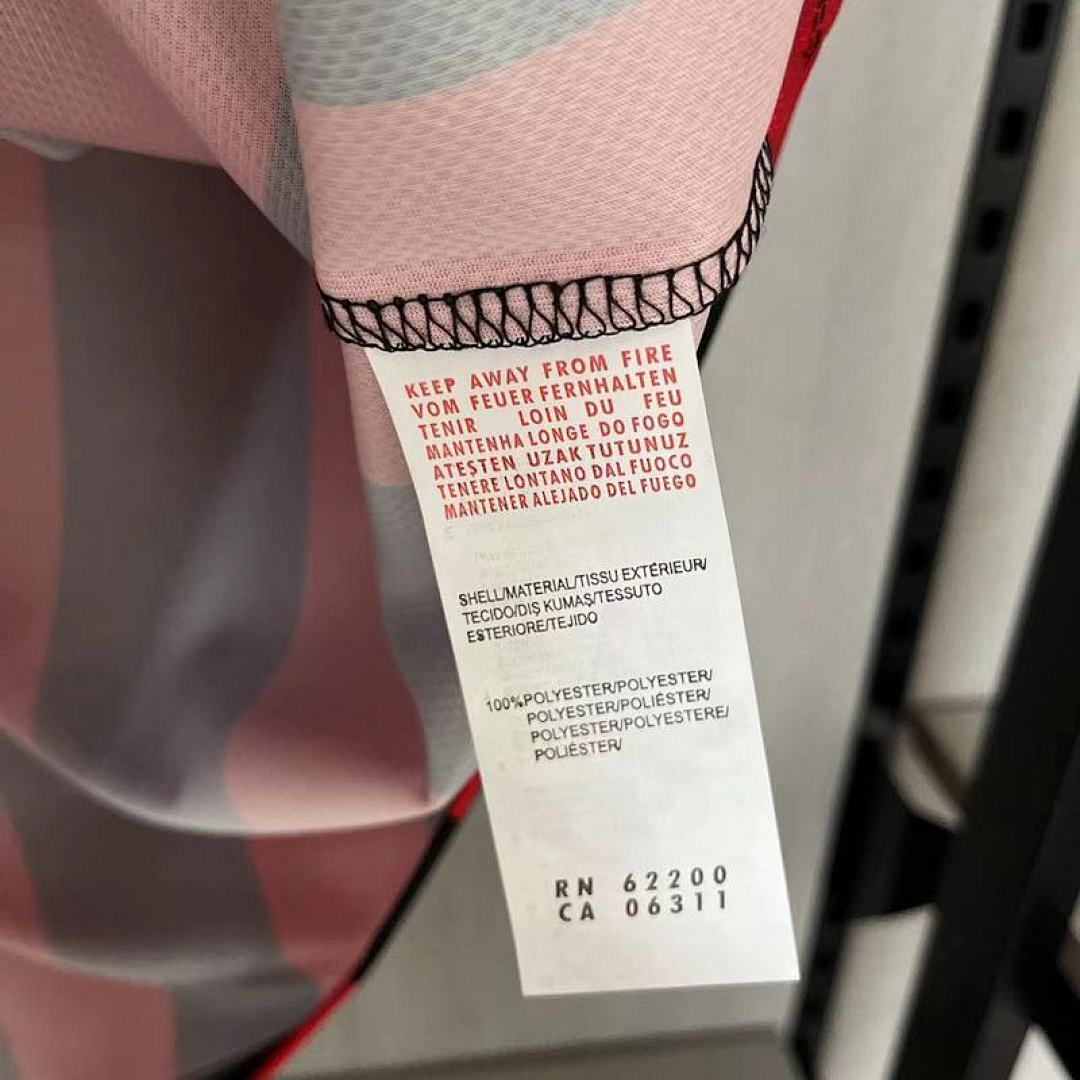 KEEP AWAY FROM FIRE
VOM FEUER FERNHALTEN
TENIR LOIN DU FEU
MANTENHA LONGE DO FOGO
ATESTEN UZAK TUTUNUZ
TENERE LONTANO DAL FUOCO
MANTENER ALEJADO DEL FUEGO
SHELL/MATERIAL/TISSU EXTÉRIEUR/
TECIDO/DIŞ KUMAŞ/TESSUTO
ESTERIORE/TEJIDO
100%POLYESTER/POLYESTER/
POLYESTER/POLIÉSTER/
POLYESTER/POLYESTERE/
POLIÉSTER/
RN 62200
CA 06311